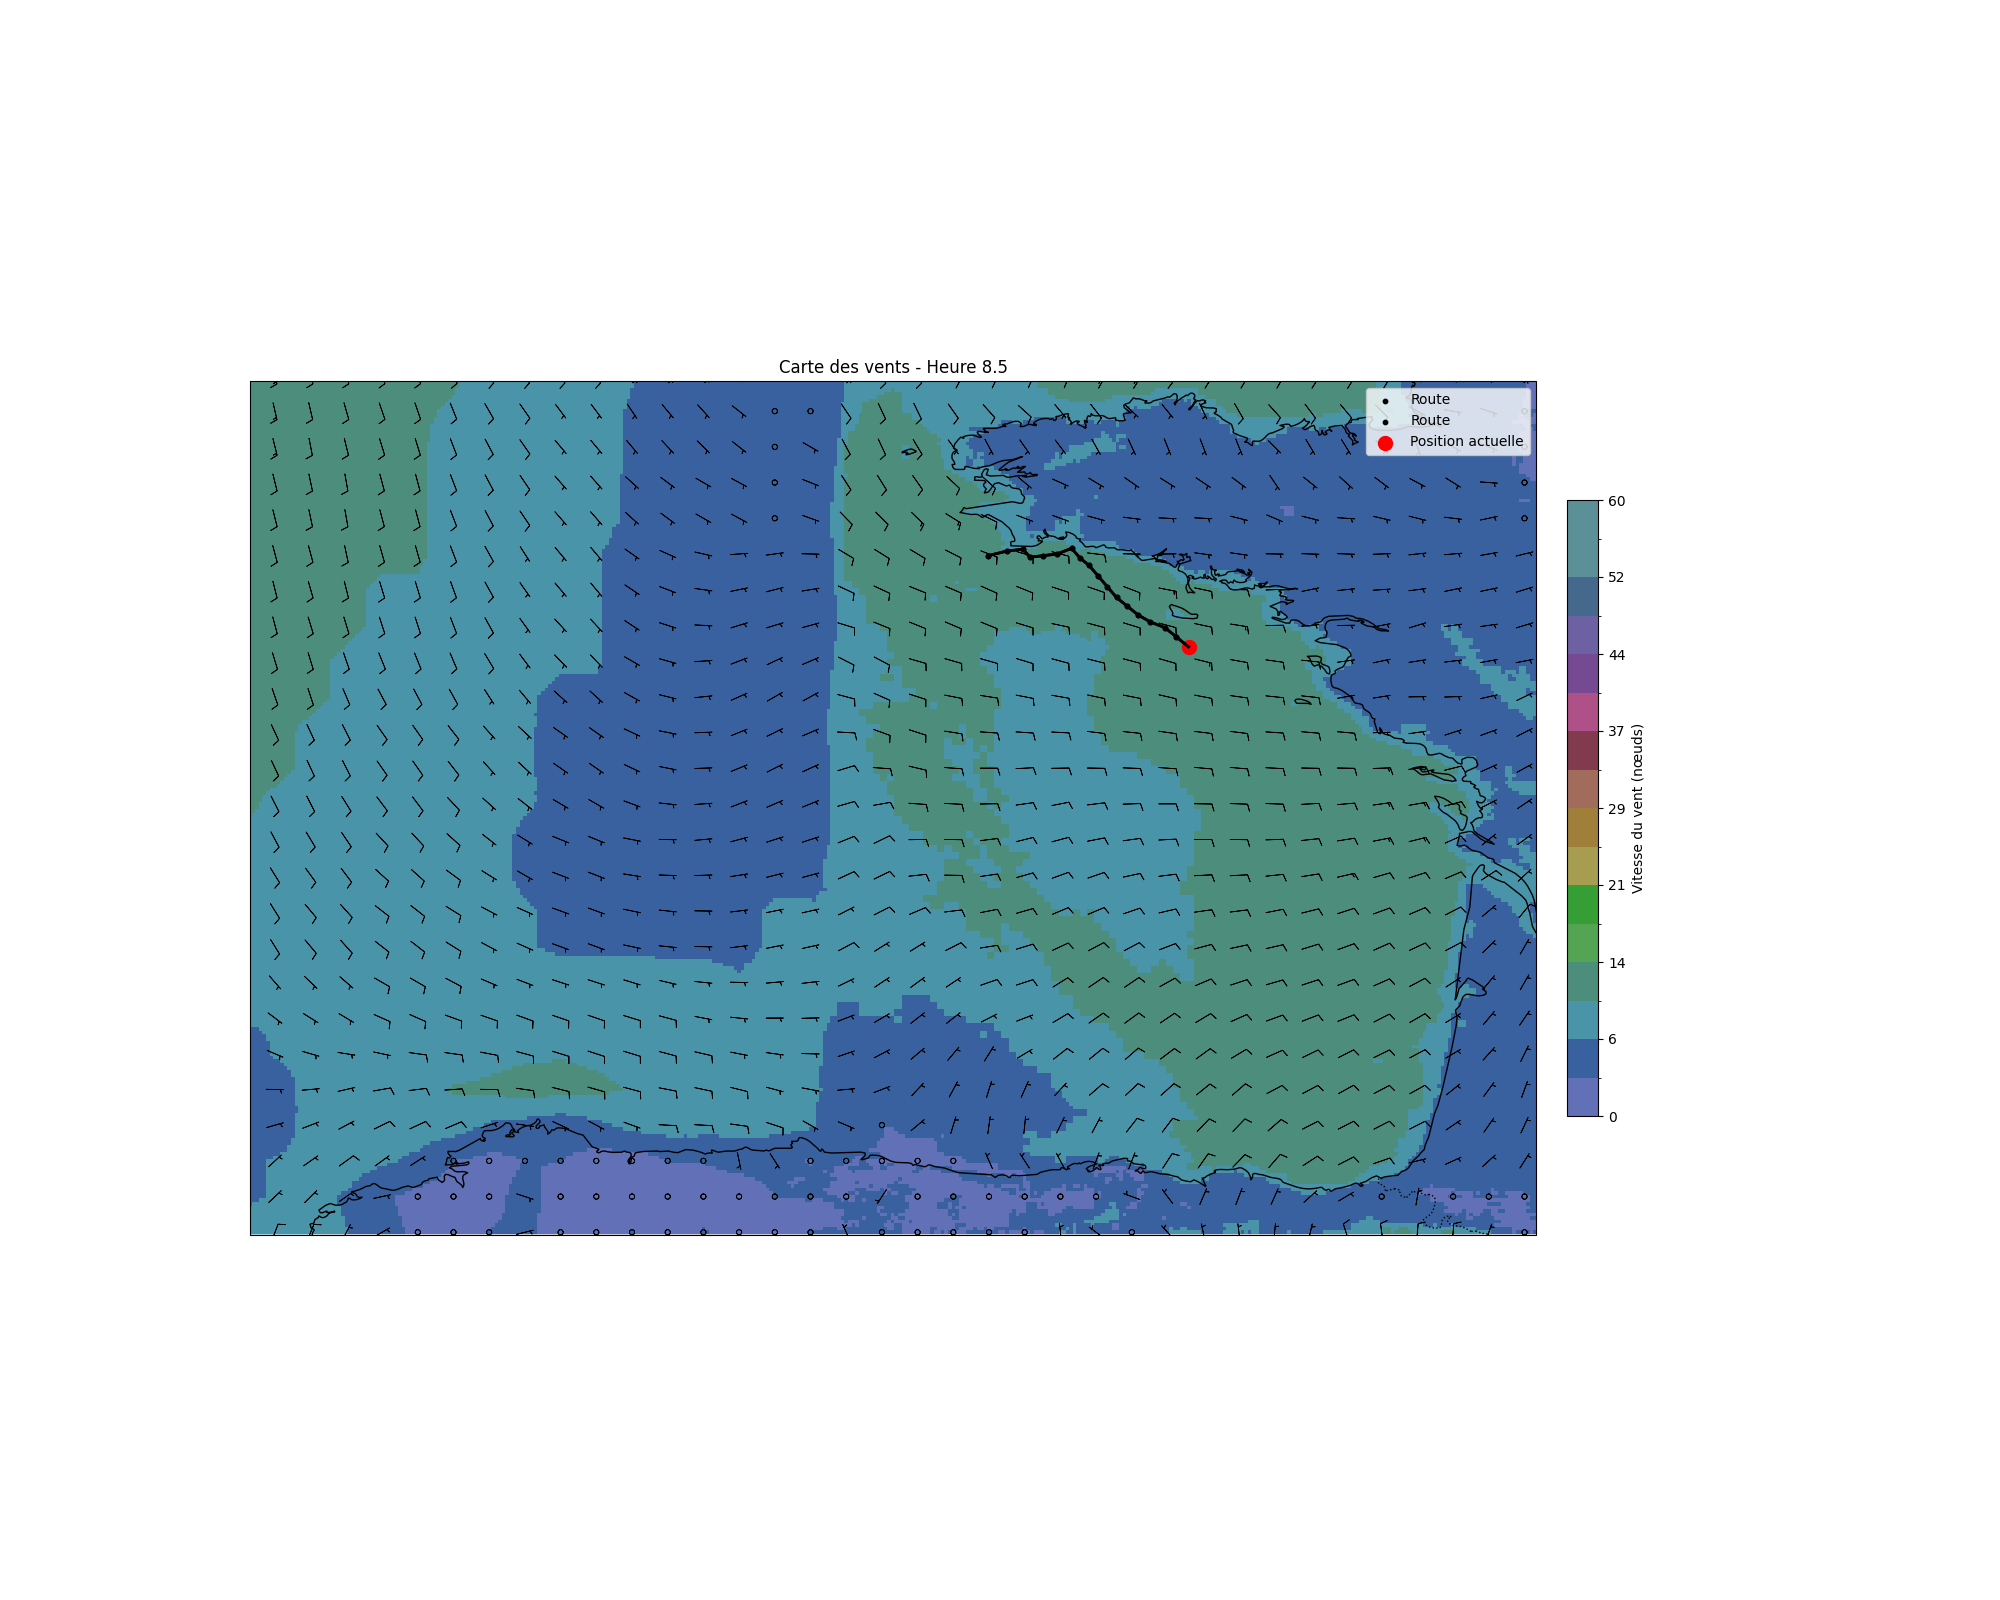 Carte des vents - Heure 8.5
Route
Route
Position actuelle
60
52
44
37
29
21
14
6
0
Vitesse du vent (nœuds)